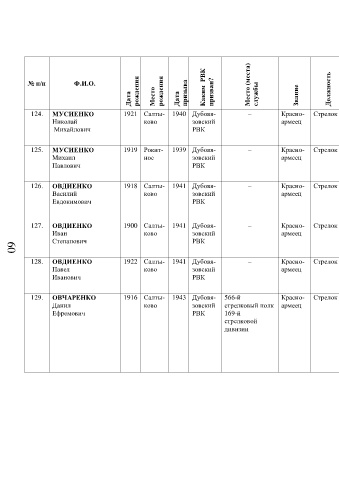 № п/п Ф.И.О. Дата рождения Место рождения Дата призыва Каким РВК призван? Место (места) службы Звание Должность
124. МУСИЕНКО 1921 Салты- 1940 Дубовя- – Красно- Стрелок
Николай ково зовский армеец
Михайлович РВК
125. МУСИЕНКО 1919 Рокит- 1939 Дубовя- – Красно- Стрелок
Михаил ное зовский армеец
Павлович РВК
126. ОВДИЕНКО 1918 Салты- 1941 Дубовя- – Красно- Стрелок
Василий ково зовский армеец
Евдокимович РВК
127. ОВДИЕНКО 1900 Салты- 1941 Дубовя- – Красно- Стрелок
Иван ково зовский армеец
Степанович РВК
60
128. ОВДИЕНКО 1922 Салты- 1941 Дубовя- – Красно- Стрелок
Павел ково зовский армеец
Иванович РВК
129. ОВЧАРЕНКО 1916 Салты- 1943 Дубовя- 566-й Красно- Стрелок
Данил ково зовский стрелковый полк армеец
Ефремович РВК 169-й
стрелковой
дивизии